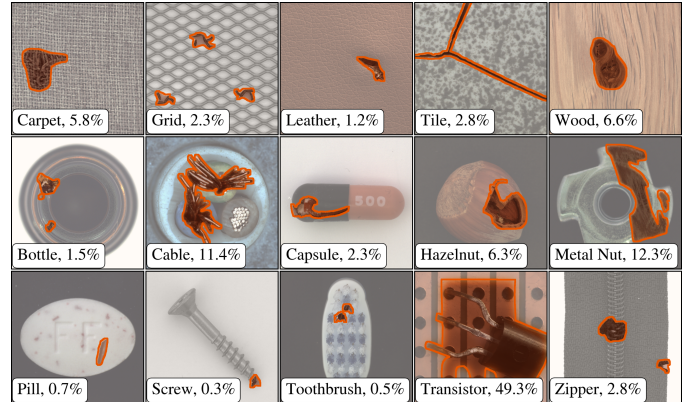 Carpet, 5.8%
Grid, 2.3%
Leather, 1.2%
Tile, 2.8%
Wood, 6.6%
Bottle, 1.5%
Cable, 11.4%
500
Capsule, 2.3%
Hazelnut, 6.3%
Metal Nut, 12.3%
FF
Pill, 0.7%
Screw, 0.3%
Toothbrush, 0.5%
Transistor, 49.3%
Zipper, 2.8%